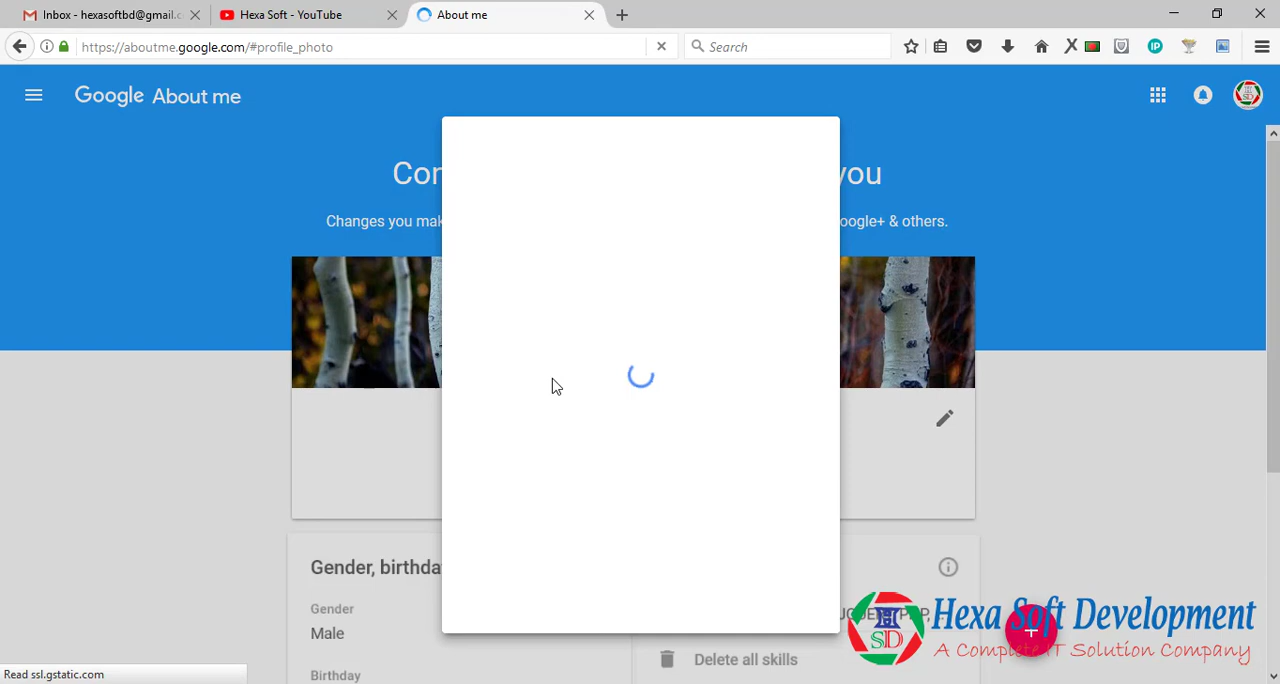 Inbox - hexasoftbd@gmail.c
Hexa Soft - YouTube
About me
https://aboutme.google.com/#profile_photo
Search
Google About me
you
Changes you
oogle+ & others.
Gender, birthda
Gender
Male
Birthday
Delete all skills
HSD
Hexa Soft Development
A Complete IT Solution Company
Read ssl.gstatic.com